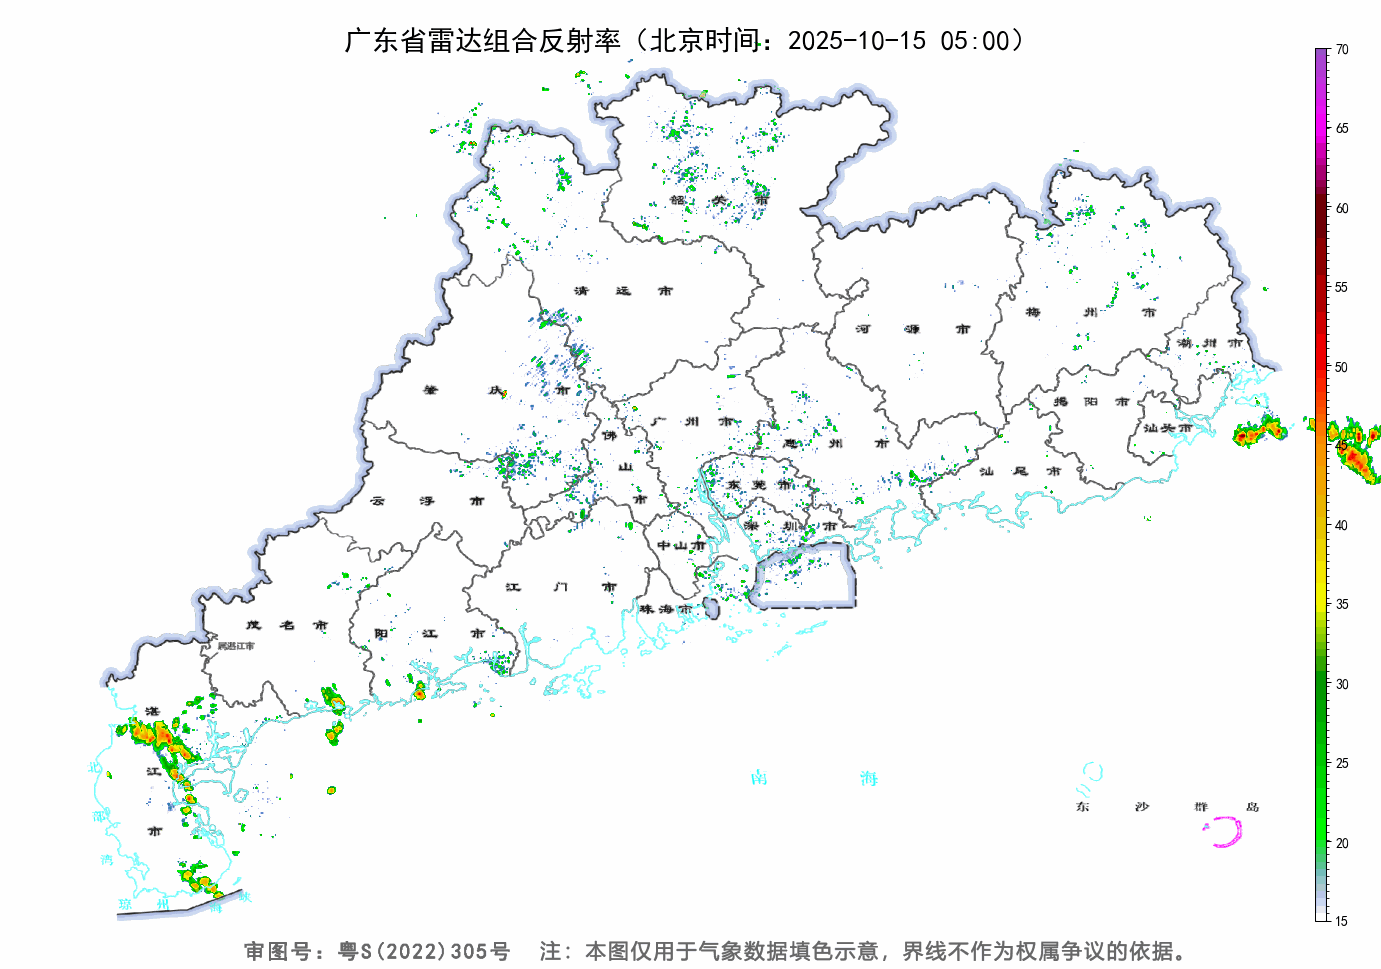 广东省雷达组合反射率（北京时间：2025-10-15 05:00）
70
65
60
55
50
45
40
35
30
25
20
15
韶关市
清远市
河源市
梅州市
潮州市
肇庆市
广州市
佛山市
惠州市
揭阳市
汕头市
汕尾市
云浮市
东莞市
深圳市
中山市
江门市
珠海市
茂名市
属湛江市
阳江市
湛江市
北部湾
南海
东沙群岛
琼州海峡
审图号：粤S(2022)305号 注：本图仅用于气象数据填色示意，界线不作为权属争议的依据。